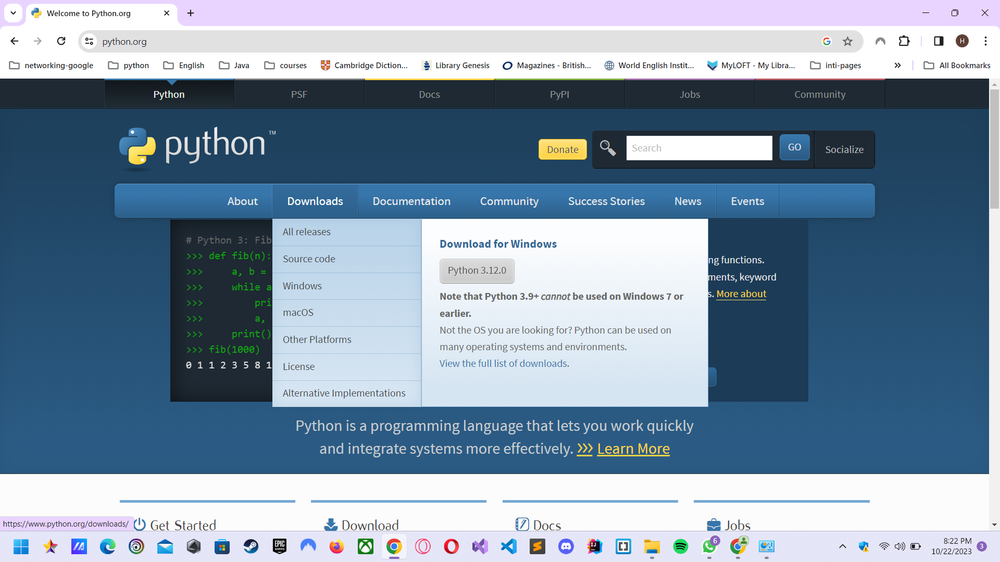 Welcome to Python.org
python.org
H
networking-google
python
English
Java
courses
Cambridge Diction...
Library Genesis
Magazines - British...
World English Instit...
MyLOFT - My Libra...
inti-pages
»
All Bookmarks
Python
PSF
Docs
PyPI
Jobs
Community
python™
Donate
Search
GO
Socialize
About
Downloads
Documentation
Community
Success Stories
News
Events
# Python 3: Fib
>>> def fib(n):
>>> a, b =
>>> while a
>>> pri
>>> a,
>>> print()
>>> fib(1000)
0 1 1 2 3 5 8 1
All releases
Source code
Windows
macOS
Other Platforms
License
Alternative Implementations
Download for Windows
Python 3.12.0
Note that Python 3.9+ cannot be used on Windows 7 or
earlier.
Not the OS you are looking for? Python can be used on
many operating systems and environments.
View the full list of downloads.
ng functions.
ments, keyword
s. More about
Python is a programming language that lets you work quickly
and integrate systems more effectively. >>> Learn More
Get Started
Download
Docs
Jobs
https://www.python.org/downloads/
EPIC
GAMES
IJ
6
8:22 PM
10/22/2023
3